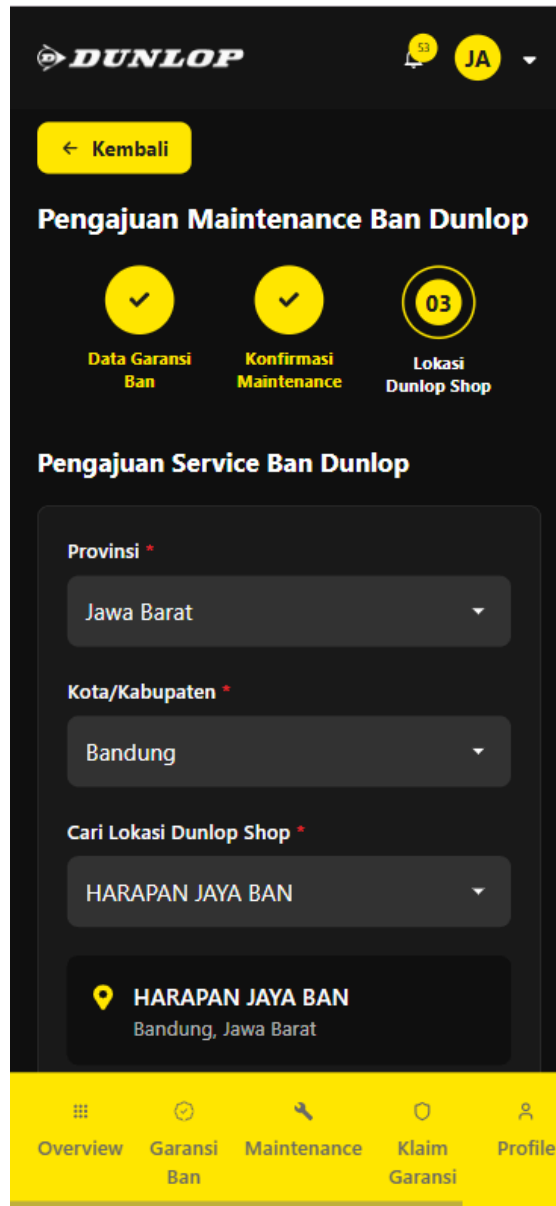 DUNLOP
53
JA
← Kembali
Pengajuan Maintenance Ban Dunlop
03
Data Garansi
Ban
Konfirmasi
Maintenance
Lokasi
Dunlop Shop
Pengajuan Service Ban Dunlop
Provinsi *
Jawa Barat
Kota/Kabupaten *
Bandung
Cari Lokasi Dunlop Shop *
HARAPAN JAYA BAN
HARAPAN JAYA BAN
Bandung, Jawa Barat
Overview
Garansi
Ban
Maintenance
Klaim
Garansi
Profile